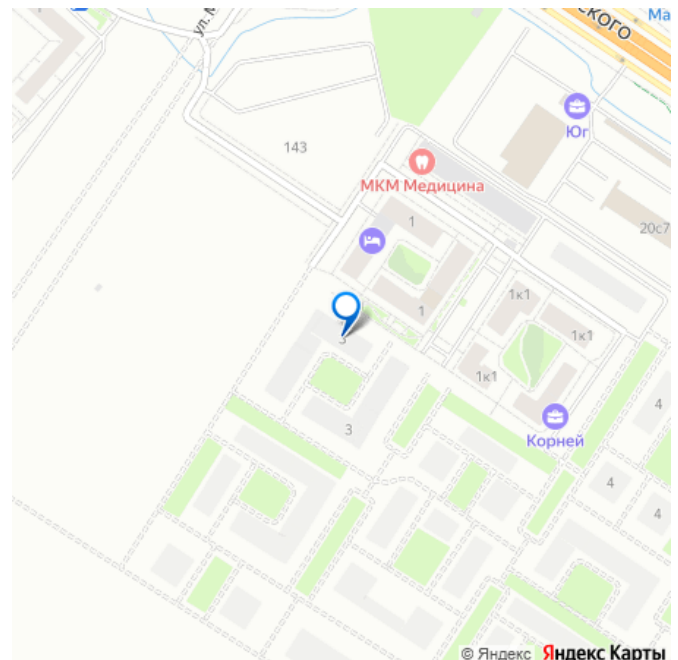 Ма
ского
ул. М
Юг
143
МКМ Медицина
20с7
1
1
1к1
1к1
3
1к1
4
Корней
3
4
4
© Яндекс Яндекс Карты